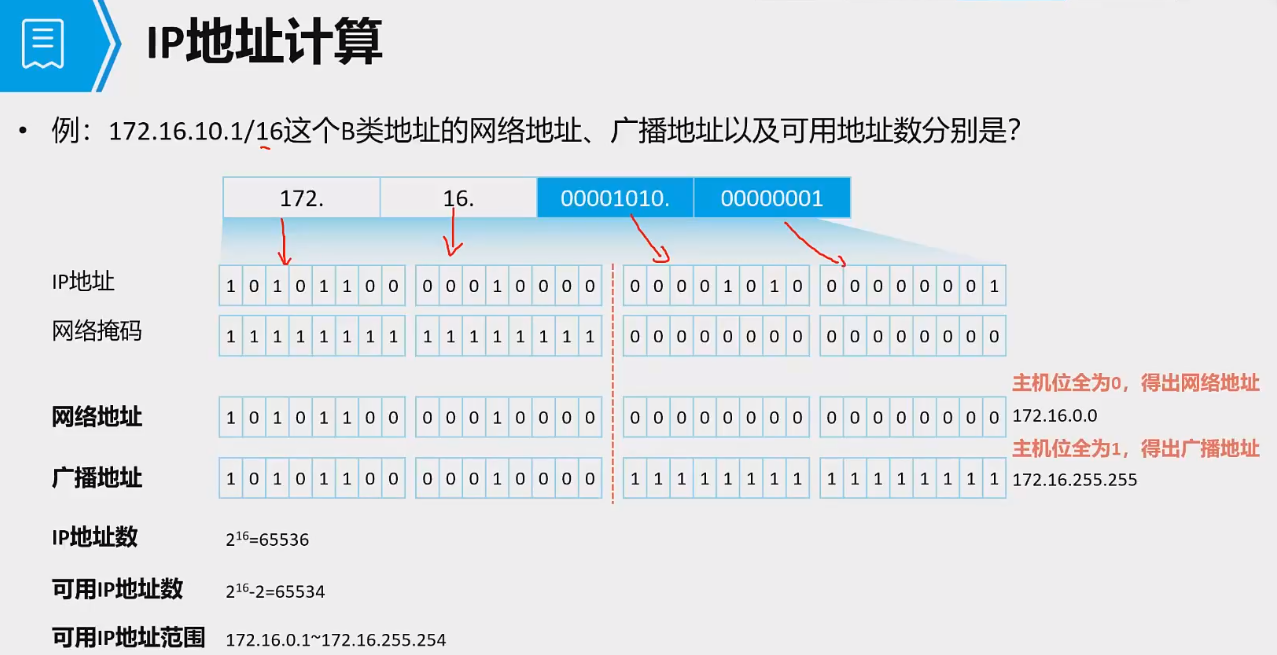 IP地址计算
• 例：172.16.10.1/16这个B类地址的网络地址、广播地址以及可用地址数分别是？
172. 16. 00001010. 00000001
IP地址 1 0 1 0 1 1 0 0 0 0 0 1 0 0 0 0 0 0 0 0 1 0 1 0 0 0 0 0 0 0 0 1
网络掩码 1 1 1 1 1 1 1 1 1 1 1 1 1 1 1 1 0 0 0 0 0 0 0 0 0 0 0 0 0 0 0 0
主机位全为0，得出网络地址
网络地址 1 0 1 0 1 1 0 0 0 0 0 1 0 0 0 0 0 0 0 0 0 0 0 0 0 0 0 0 0 0 0 0 172.16.0.0
主机位全为1，得出广播地址
广播地址 1 0 1 0 1 1 0 0 0 0 0 1 0 0 0 0 1 1 1 1 1 1 1 1 1 1 1 1 1 1 1 1 172.16.255.255
IP地址数 2¹⁶=65536
可用IP地址数 2¹⁶-2=65534
可用IP地址范围 172.16.0.1~172.16.255.254